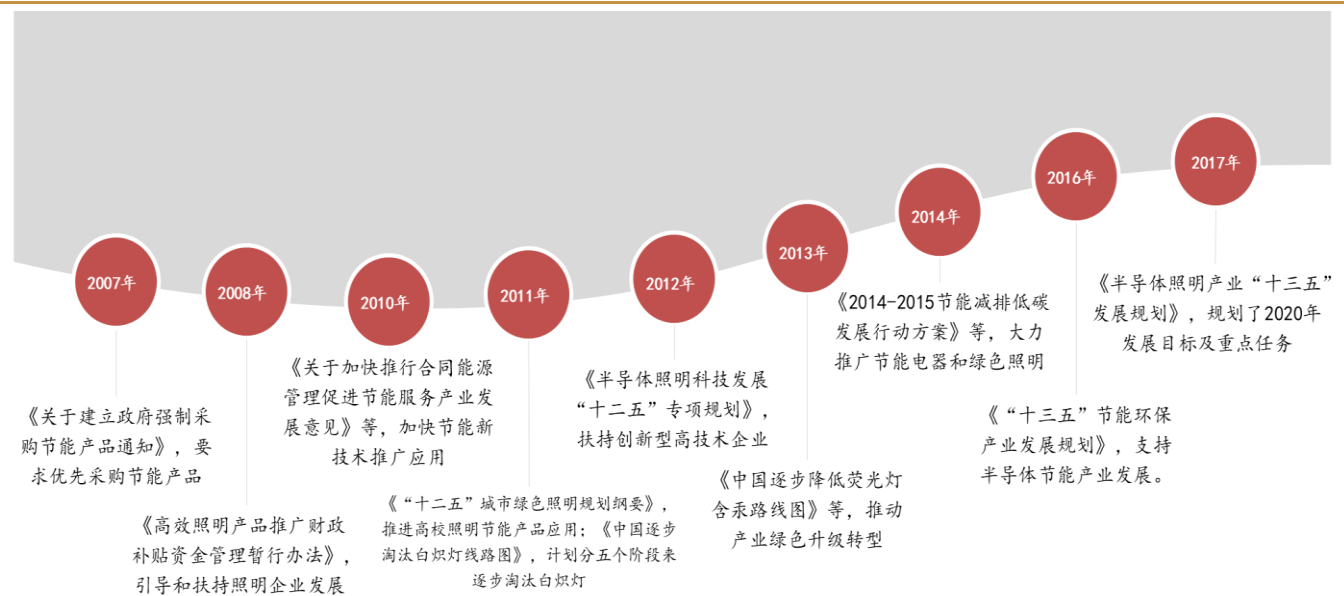 2007年
《关于建立政府强制采
购节能产品通知》，要
求优先采购节能产品
2008年
《高效照明产品推广财政
补贴资金管理暂行办法》，
引导和扶持照明企业发展
2010年
《关于加快推行合同能源
管理促进节能服务产业发
展意见》等，加快节能新
技术推广应用
2011年
《“十二五”城市绿色照明规划纲要》，
推进高校照明节能产品应用；《中国逐步
淘汰白炽灯线路图》，计划分五个阶段来
逐步淘汰白炽灯
2012年
《半导体照明科技发展
“十二五”专项规划》，
扶持创新型高技术企业
2013年
《中国逐步降低荧光灯
含汞路线图》等，推动
产业绿色升级转型
2014年
《2014-2015节能减排低碳
发展行动方案》等，大力
推广节能电器和绿色照明
2016年
《“十三五”节能环保
产业发展规划》，支持
半导体节能产业发展。
2017年
《半导体照明产业“十三五”
发展规划》，规划了2020年
发展目标及重点任务